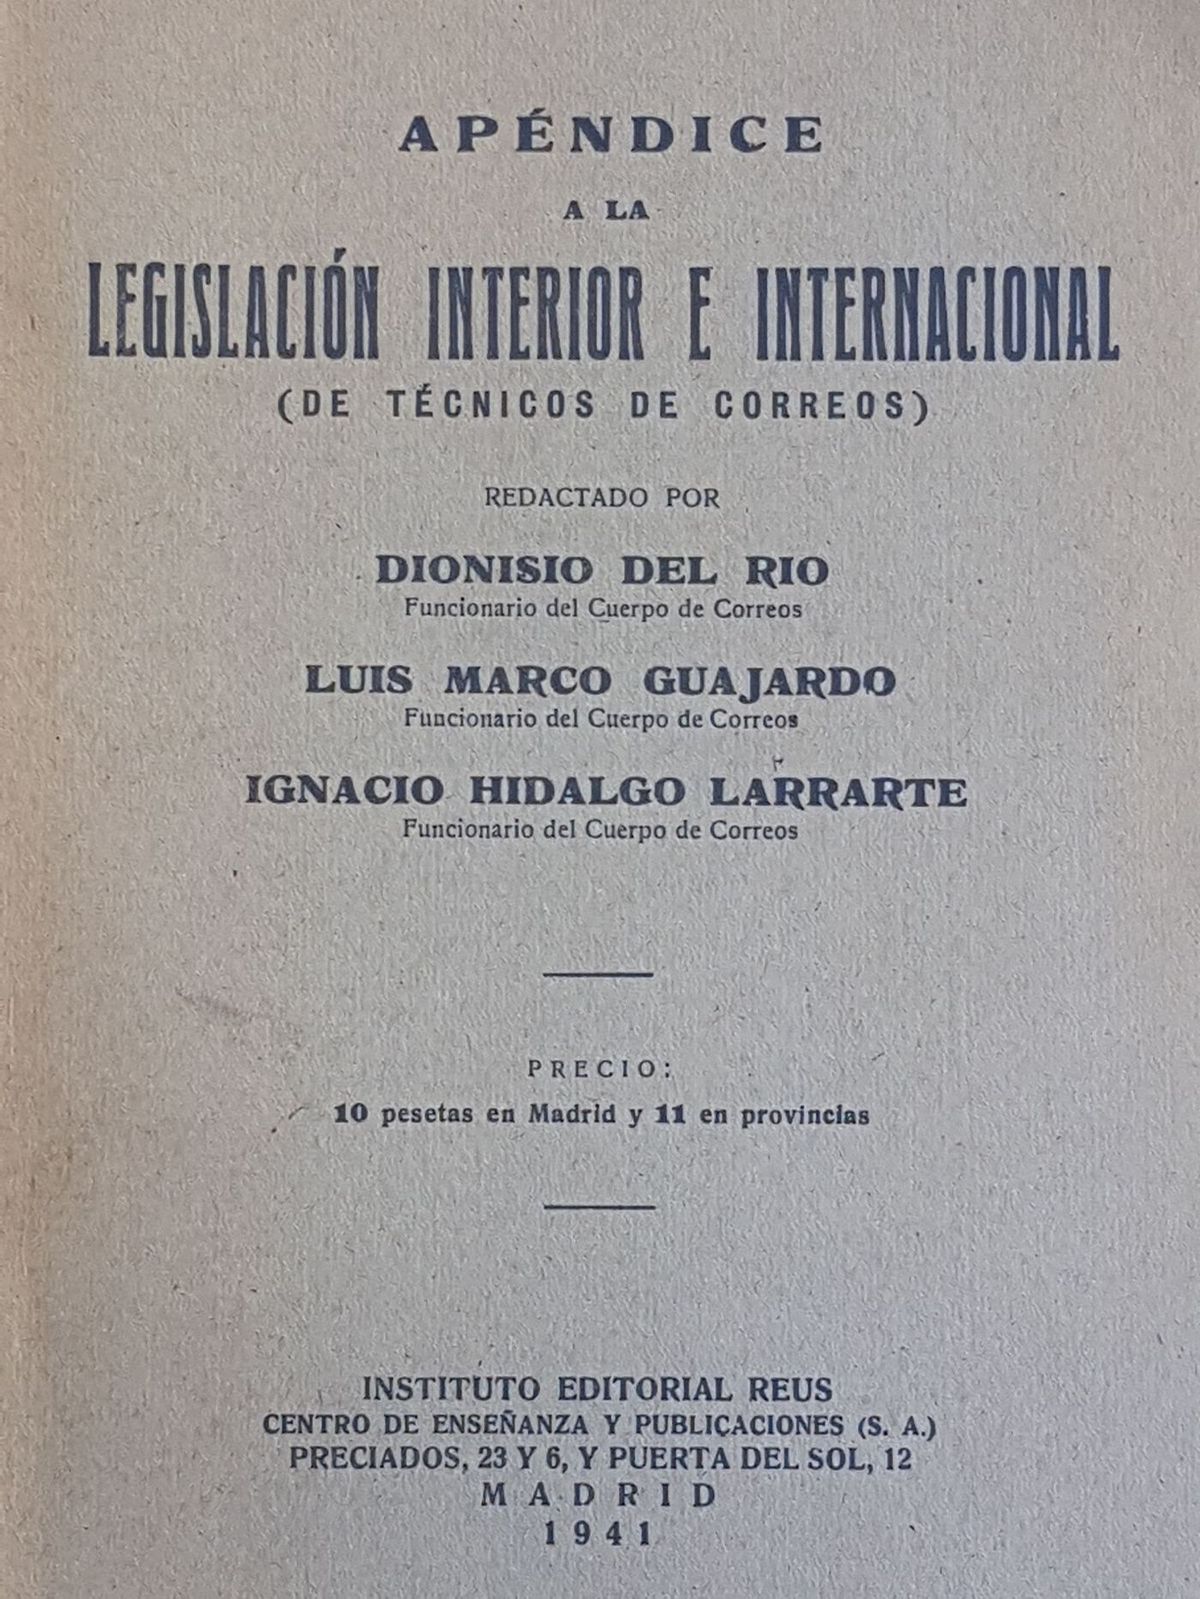 APÉNDICE
A LA
LEGISLACIÓN INTERIOR E INTERNACIONAL
(DE TÉCNICOS DE CORREOS)
REDACTADO POR
DIONISIO DEL RIO
Funcionario del Cuerpo de Correos
LUIS MARCO GUAJARDO
Funcionario del Cuerpo de Correos
IGNACIO HIDALGO LARRARTE
Funcionario del Cuerpo de Correos
PRECIO:
10 pesetas en Madrid y 11 en provincias
INSTITUTO EDITORIAL REUS
CENTRO DE ENSEÑANZA Y PUBLICACIONES (S. A.)
PRECIADOS, 23 Y 6, Y PUERTA DEL SOL, 12
MADRID
1941